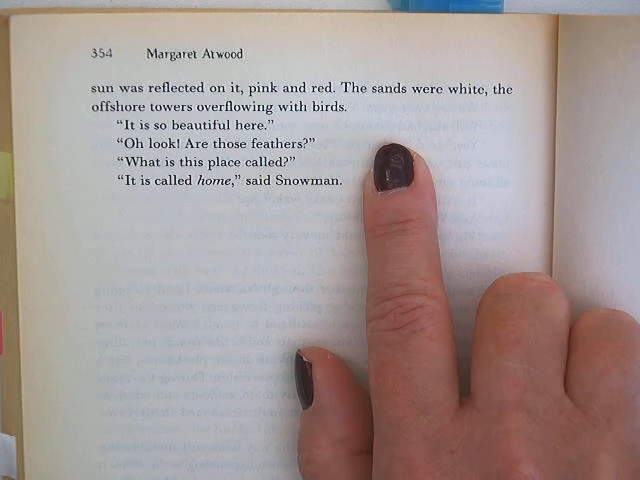 354 Margaret Atwood
sun was reflected on it, pink and red. The sands were white, the
offshore towers overflowing with birds.
"It is so beautiful here."
"Oh look! Are those feathers?"
"What is this place called?"
"It is called home," said Snowman.